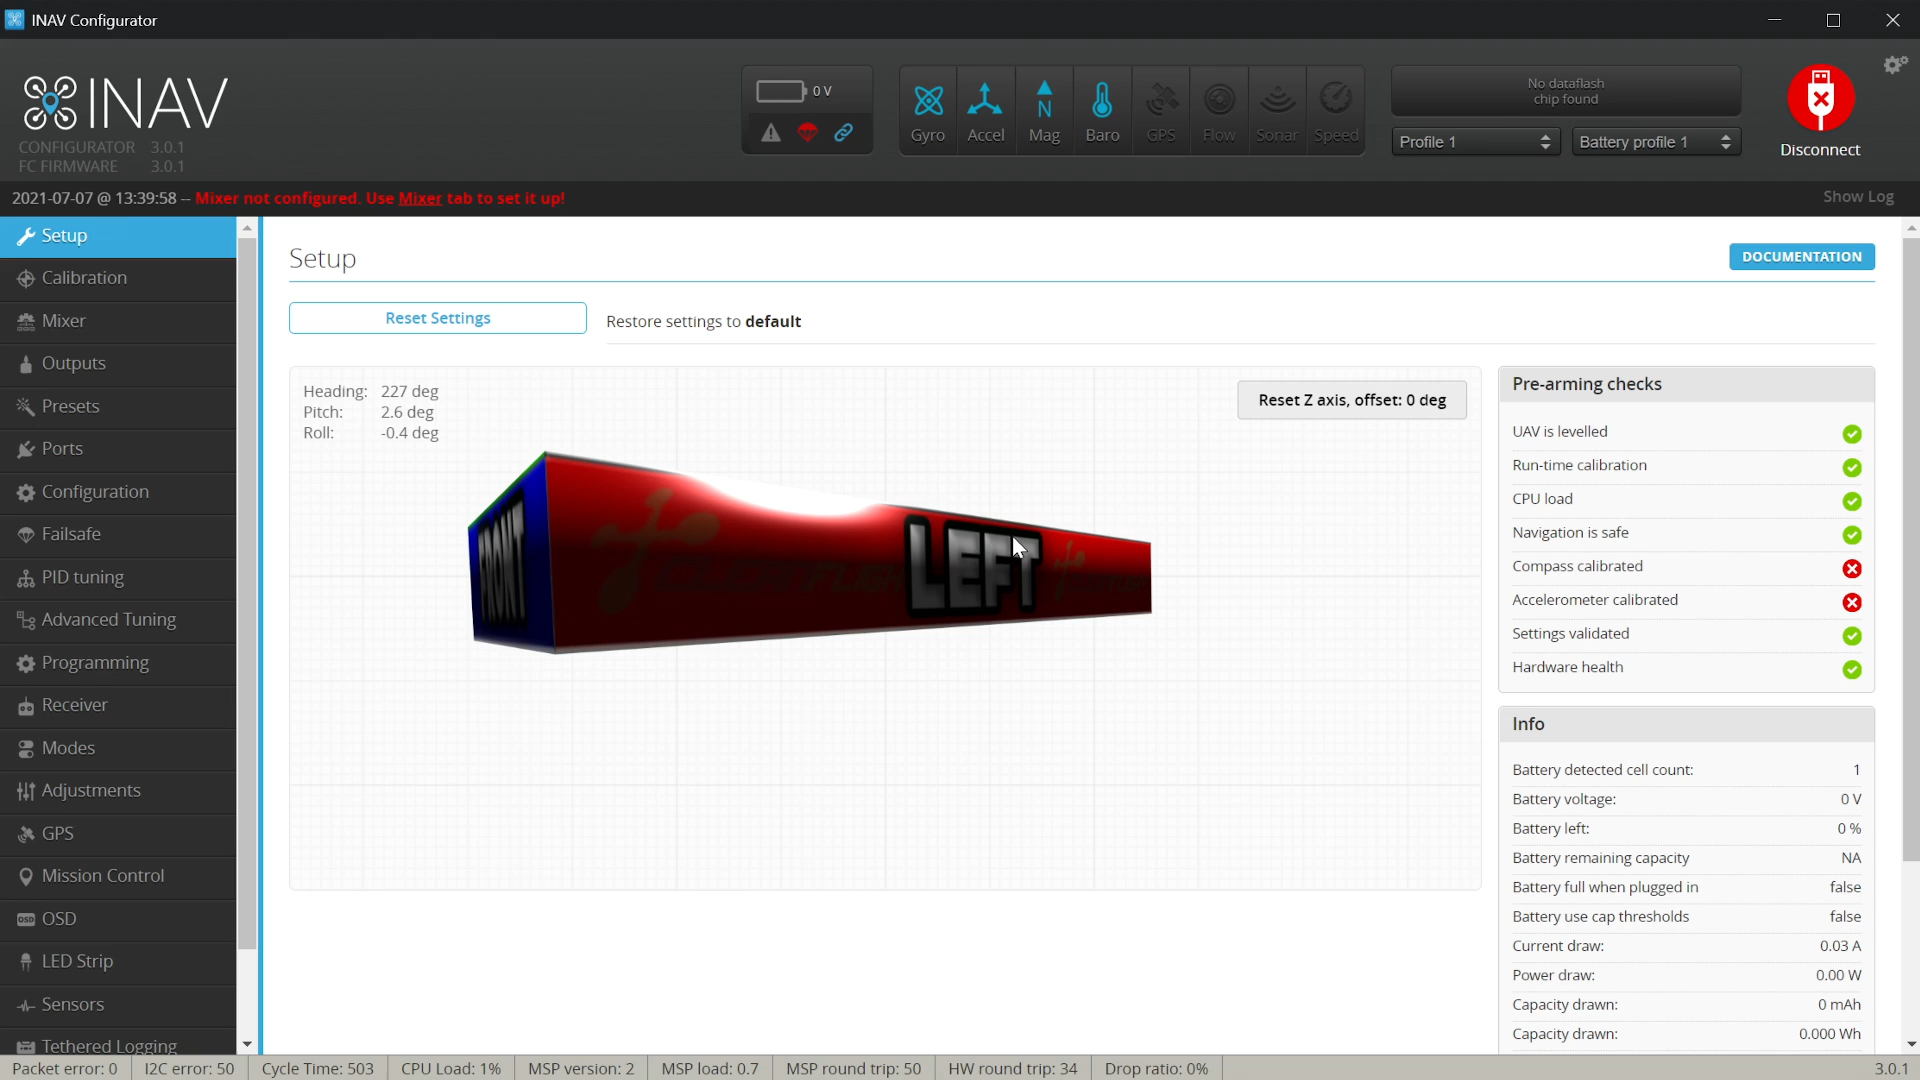 INAV Configurator
INAV
CONFIGURATOR 3.0.1
FC FIRMWARE 3.0.1
0 V
Gyro
Accel
N
Mag
Baro
GPS
Flow
Sonar
Speed
No dataflash
chip found
Profile 1
Battery profile 1
Disconnect
2021-07-07 @ 13:39:58 -- Mixer not configured. Use Mixer tab to set it up!
Show Log
Setup
Calibration
Mixer
Outputs
Presets
Ports
Configuration
Failsafe
PID tuning
Advanced Tuning
Programming
Receiver
Modes
Adjustments
GPS
Mission Control
OSD
OSD
LED Strip
Sensors
Tethered Logging
Setup
DOCUMENTATION
Reset Settings
Restore settings to default
Heading: 227 deg
Pitch: 2.6 deg
Roll: -0.4 deg
Reset Z axis, offset: 0 deg
FRONT
LEFT
CLEANFLIGHT
Pre-arming checks
UAV is levelled
Run-time calibration
CPU load
Navigation is safe
Compass calibrated
Accelerometer calibrated
Settings validated
Hardware health
Info
Battery detected cell count: 1
Battery voltage: 0 V
Battery left: 0 %
Battery remaining capacity NA
Battery full when plugged in false
Battery use cap thresholds false
Current draw: 0.03 A
Power draw: 0.00 W
Capacity drawn: 0 mAh
Capacity drawn: 0.000 Wh
Packet error: 0
I2C error: 50
Cycle Time: 503
CPU Load: 1%
MSP version: 2
MSP load: 0.7
MSP round trip: 50
HW round trip: 34
Drop ratio: 0%
3.0.1